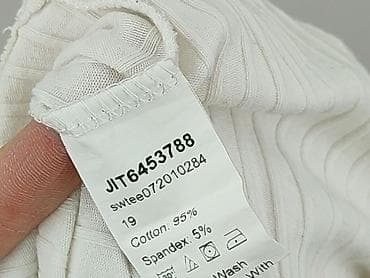 JIT6453788
swtee072010284
19
Cotton: 95%
Spandex: 5%
Wash
With